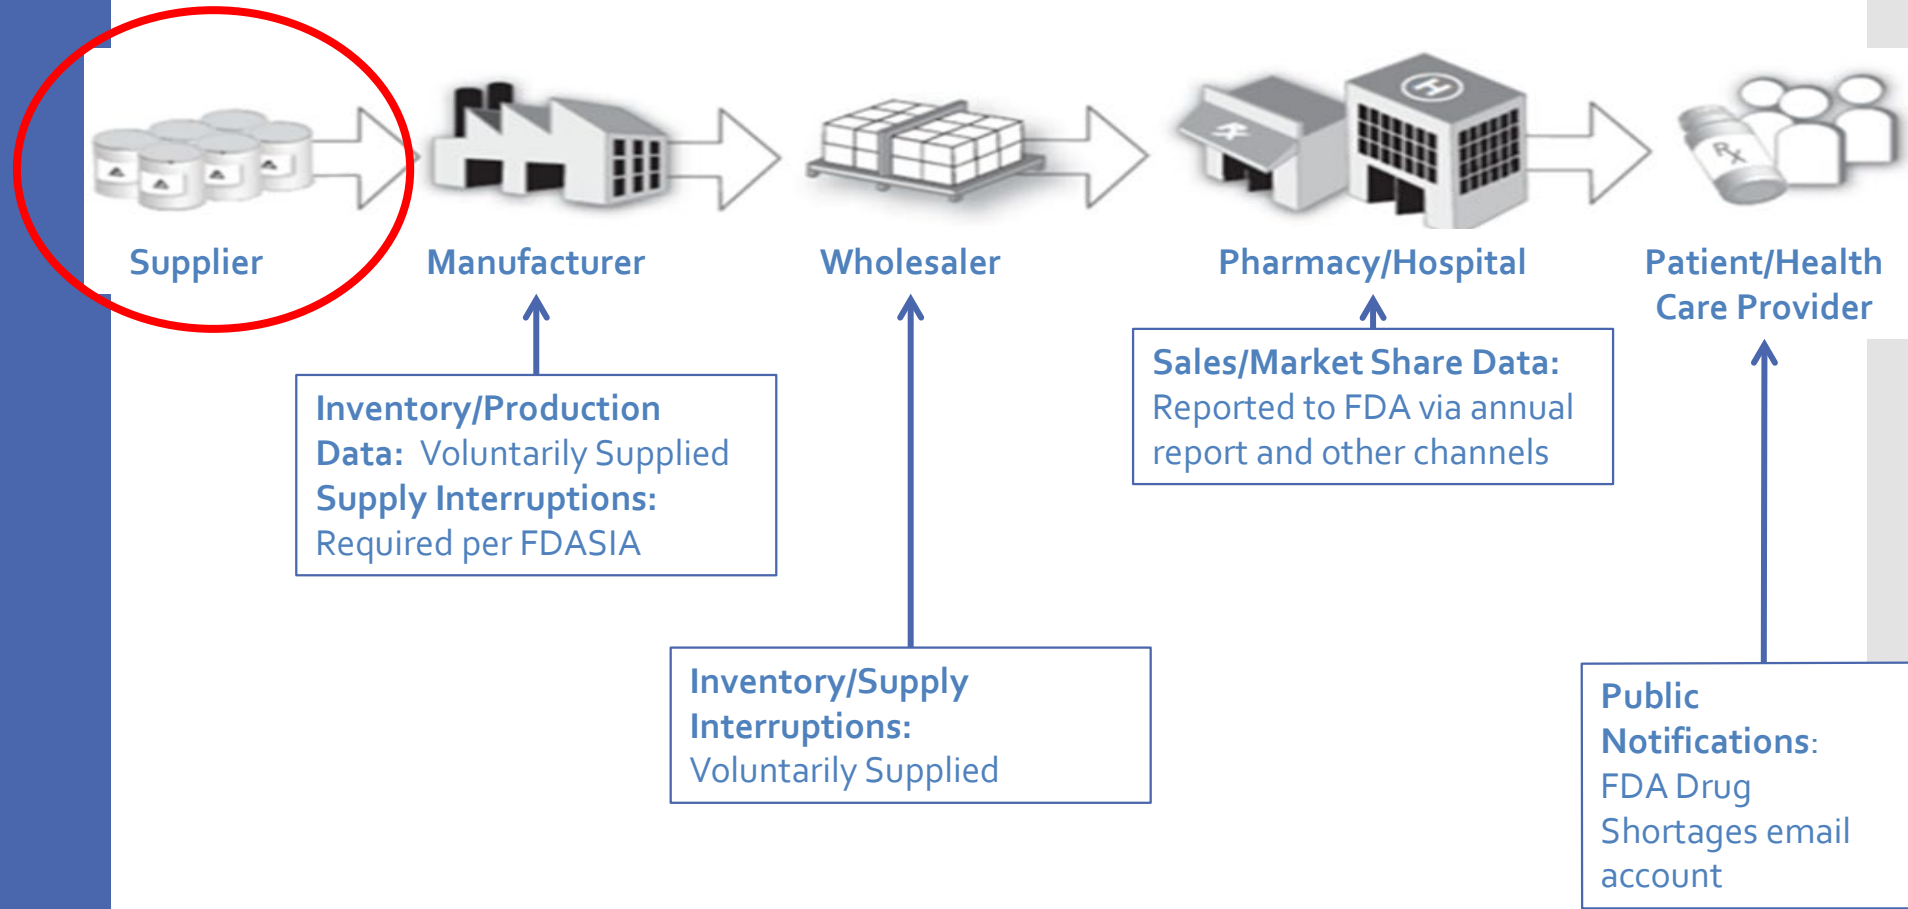 H
Rx
Rx
Supplier
Manufacturer
Wholesaler
Pharmacy/Hospital
Patient/Health
Care Provider
Inventory/Production
Data: Voluntarily Supplied
Supply Interruptions:
Required per FDASIA
Sales/Market Share Data:
Reported to FDA via annual
report and other channels
Inventory/Supply
Interruptions:
Voluntarily Supplied
Public
Notifications:
FDA Drug
Shortages email
account